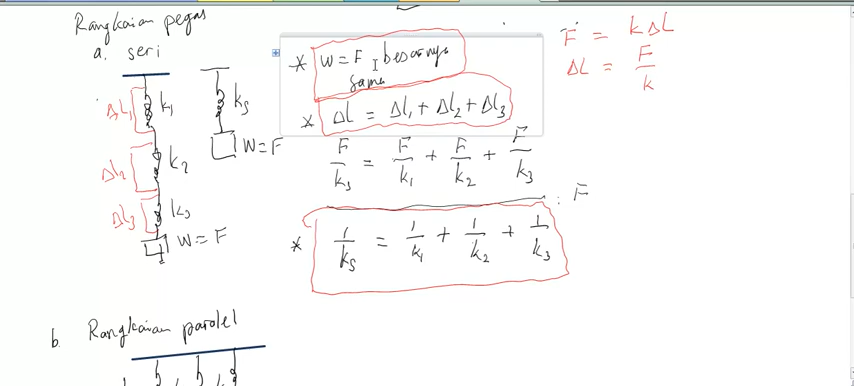 Rangkaian pegas
a. seri
ΔL1
k1
ΔL2
k2
ΔL3
k3
W = F
ks
W = F
* W = F, besarnya
sama
* ΔL = ΔL1 + ΔL2 + ΔL3
F/ks = F/k1 + F/k2 + F/k3
: F
* 1/ks = 1/k1 + 1/k2 + 1/k3
F = kΔL
ΔL = F/k
b. Rangkaian paralel